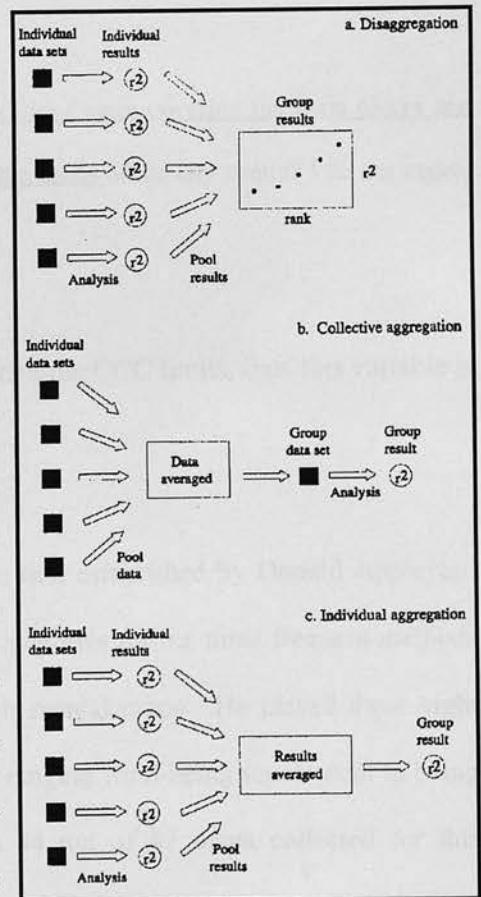 a. Disaggregation
Individual data sets
Individual results
r2
r2
r2
r2
r2
Analysis
Pool results
Group results
r2
rank
b. Collective aggregation
Individual data sets
Pool data
Data averaged
Group data set
Analysis
Group result
r2
c. Individual aggregation
Individual data sets
Individual results
r2
r2
r2
r2
r2
Analysis
Pool results
Results averaged
Group result
r2